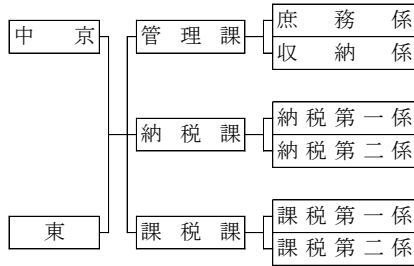 中京
管理課
庶務係
収納係
納税課
納税第一係
納税第二係
東
課税課
課税第一係
課税第二係